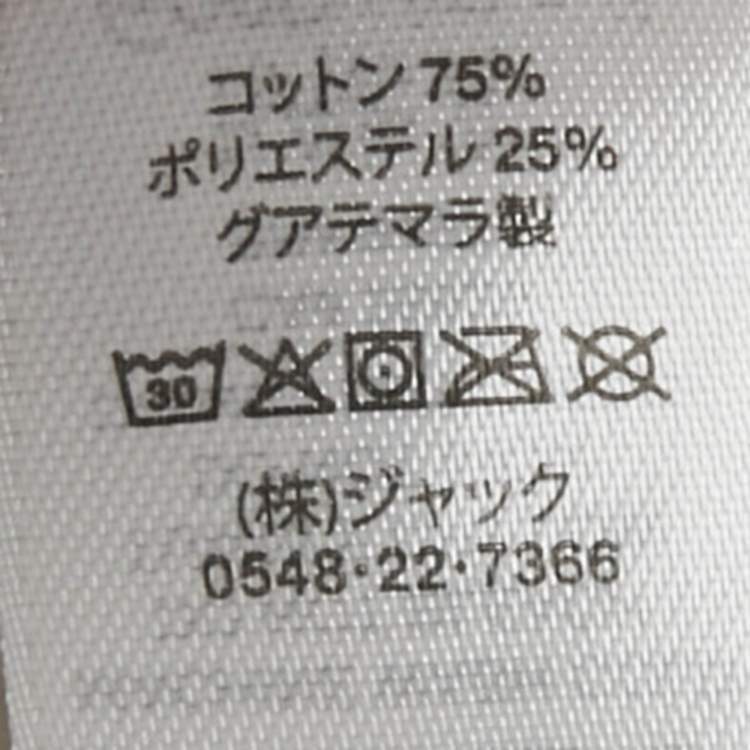 コットン 75%
ポリエステル 25%
グアテマラ製
30
(株)ジャック
0548·22·7366